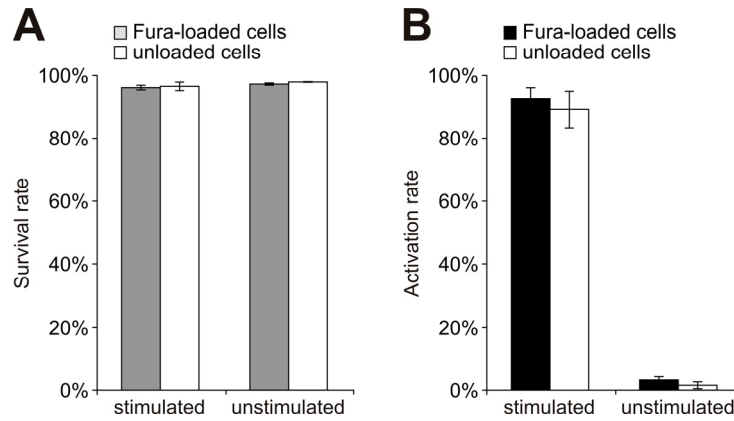 A
Fura-loaded cells
unloaded cells
100%
80%
60%
40%
20%
0%
Survival rate
stimulated
unstimulated
B
Fura-loaded cells
unloaded cells
100%
80%
60%
40%
20%
0%
Activation rate
stimulated
unstimulated